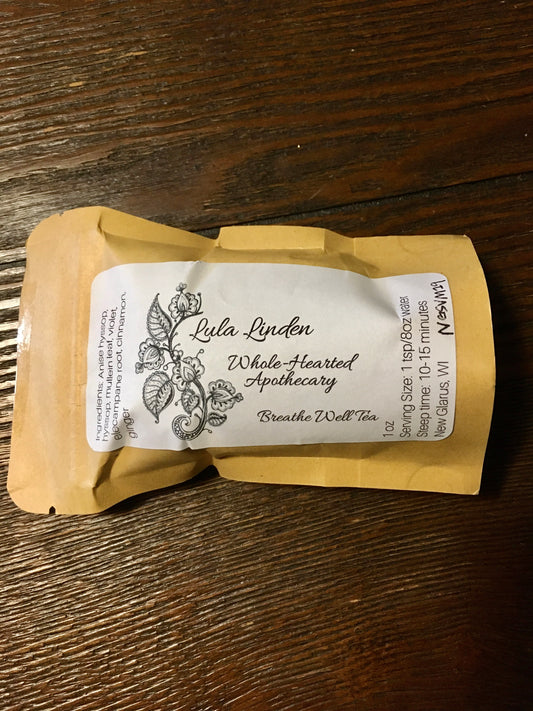 Ingredients: Anise hyssop,
hyssop, mullein leaf, violet,
elecampane root, cinnamon,
ginger
Lula Linden
Whole-Hearted
Apothecary
Breathe Well Tea
1 oz
Serving Size: 1 tsp/8oz water
Steep time: 10-15 minutes
New Glarus, WI